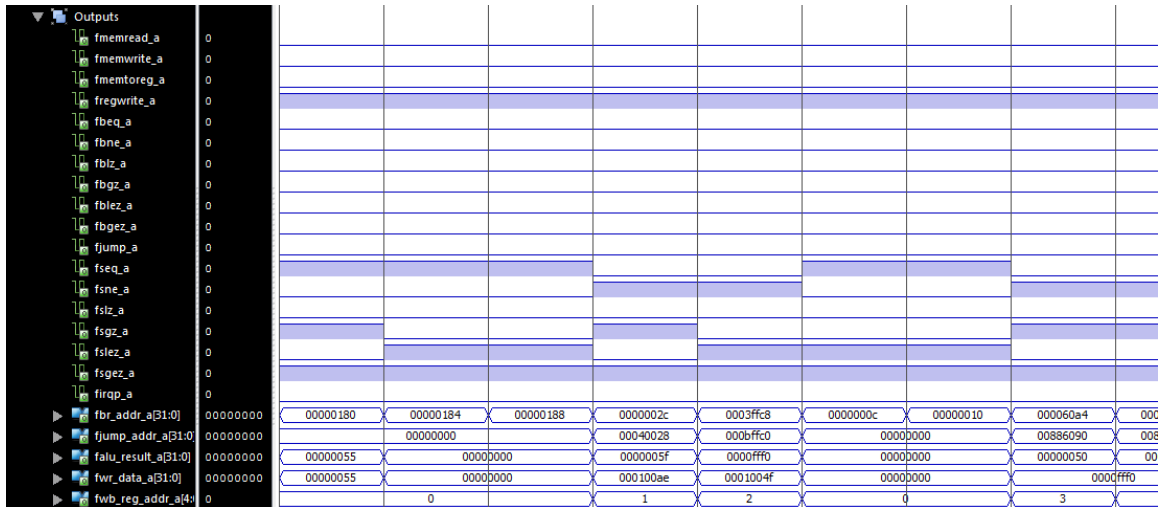 Outputs
fmemread_a 0
fmemwrite_a 0
fmemtoreg_a 0
fregwrite_a 0
fbeq_a 0
fbne_a 0
fblz_a 0
fbgz_a 0
fblez_a 0
fbgez_a 0
fjump_a 0
fseq_a 0
fsne_a 0
fslz_a 0
fsgz_a 0
fslez_a 0
fsgez_a 0
firqp_a 0
fbr_addr_a[31:0] 00000000 00000180 00000184 00000188 0000002c 0003ffc8 0000000c 00000010 000060a4 000
fjump_addr_a[31:0] 00000000 00000000 00040028 000bffc0 00000000 00886090 008
falu_result_a[31:0] 00000000 00000055 00000000 0000005f 0000fff0 00000000 00000050 00
fwr_data_a[31:0] 00000000 00000055 00000000 000100ae 0001004f 00000000 0000fff0
fwb_reg_addr_a[4: 0 0 1 2 0 3